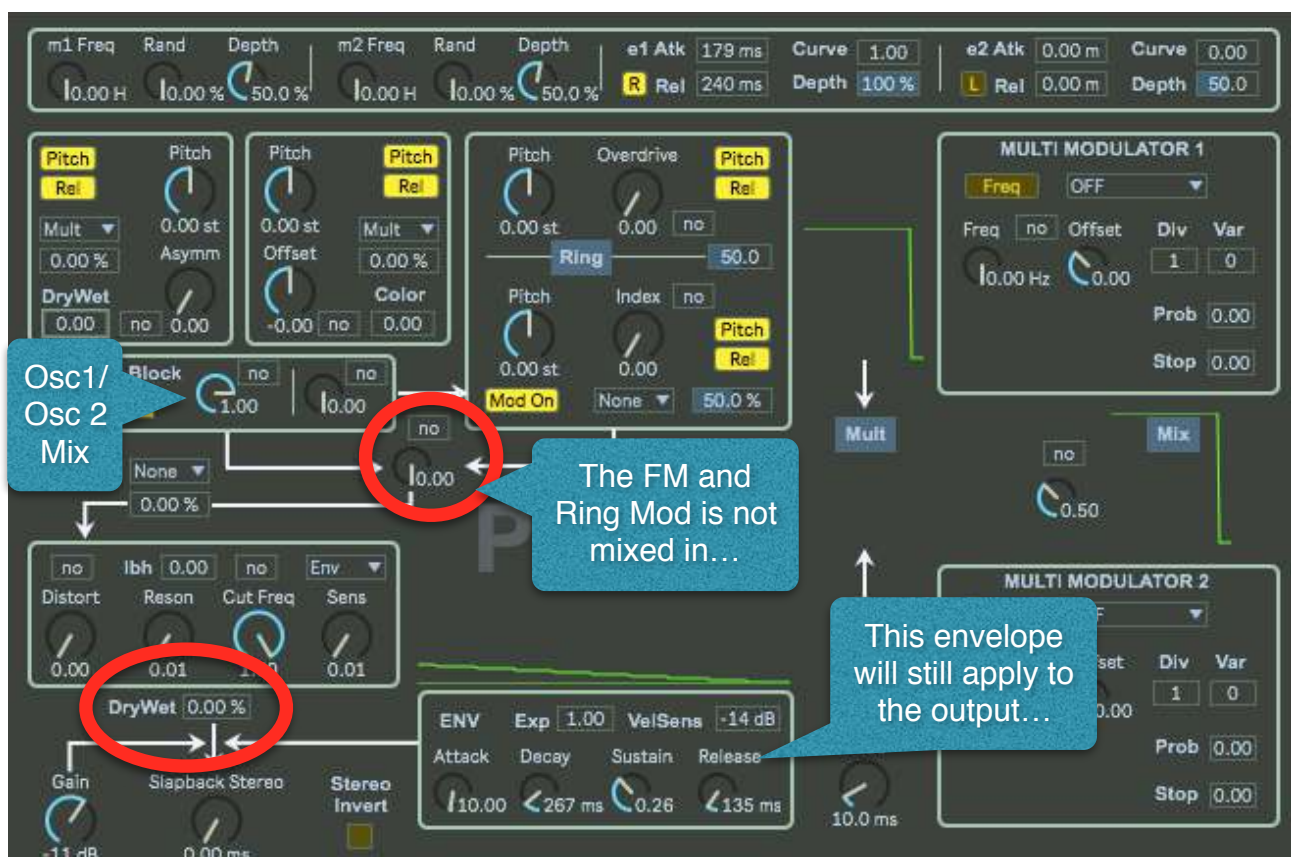 m1 Freq Rand Depth m2 Freq Rand Depth e1 Atk 179 ms Curve 1.00 e2 Atk 0.00 m Curve 0.00
0.00 H 0.00 % 50.0 % 0.00 H 0.00 % 50.0 % R Rel 240 ms Depth 100 % L Rel 0.00 m Depth 50.0
Pitch Pitch
Rel
0.00 st
Mult
0.00 % Asymm
DryWet
0.00 no 0.00
Pitch Pitch
Rel
0.00 st Mult
Offset 0.00 %
Color
-0.00 no 0.00
Pitch Overdrive Pitch
Rel
0.00 st 0.00 no
Ring 50.0
Pitch Index no
Pitch
0.00 st 0.00 Rel
Mod On None 50.0 %
MULTI MODULATOR 1
Freq OFF
Freq no Offset Div Var
0.00 Hz 0.00 1 0
Prob 0.00
Stop 0.00
Osc1/
Osc 2
Mix
Block no no
1.00 0.00
no
0.00
None
0.00 %
The FM and
Ring Mod is not
mixed in…
Mult
Mix
no
0.50
P
no Ibh 0.00 no Env
Distort Reson Cut Freq Sens
0.00 0.01 0.01
DryWet 0.00 %
Gain Slapback Stereo Stereo
Invert
-11 dB 0.00 ms
ENV Exp 1.00 VelSens -14 dB
Attack Decay Sustain Release
10.00 267 ms 0.26 135 ms
This envelope
will still apply to
the output…
10.0 ms
MULTI MODULATOR 2
Div Var
1 0
Prob 0.00
Stop 0.00